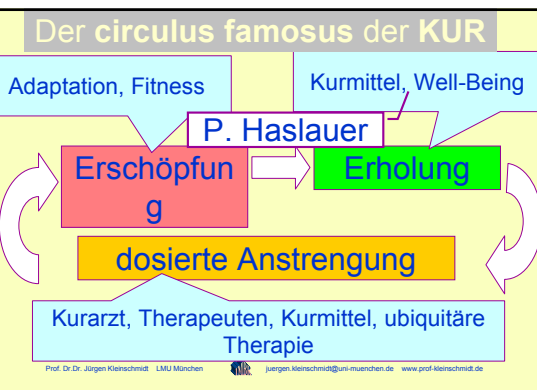 Der circulus famosus der KUR
Adaptation, Fitness
Kurmittel, Well-Being
P. Haslauer
Erschöpfun
g
Erholung
dosierte Anstrengung
Kurarzt, Therapeuten, Kurmittel, ubiquitäre
Therapie
Prof. Dr.Dr. Jürgen Kleinschmidt LMU München juergen.kleinschmidt@uni-muenchen.de www.prof-kleinschmidt.de